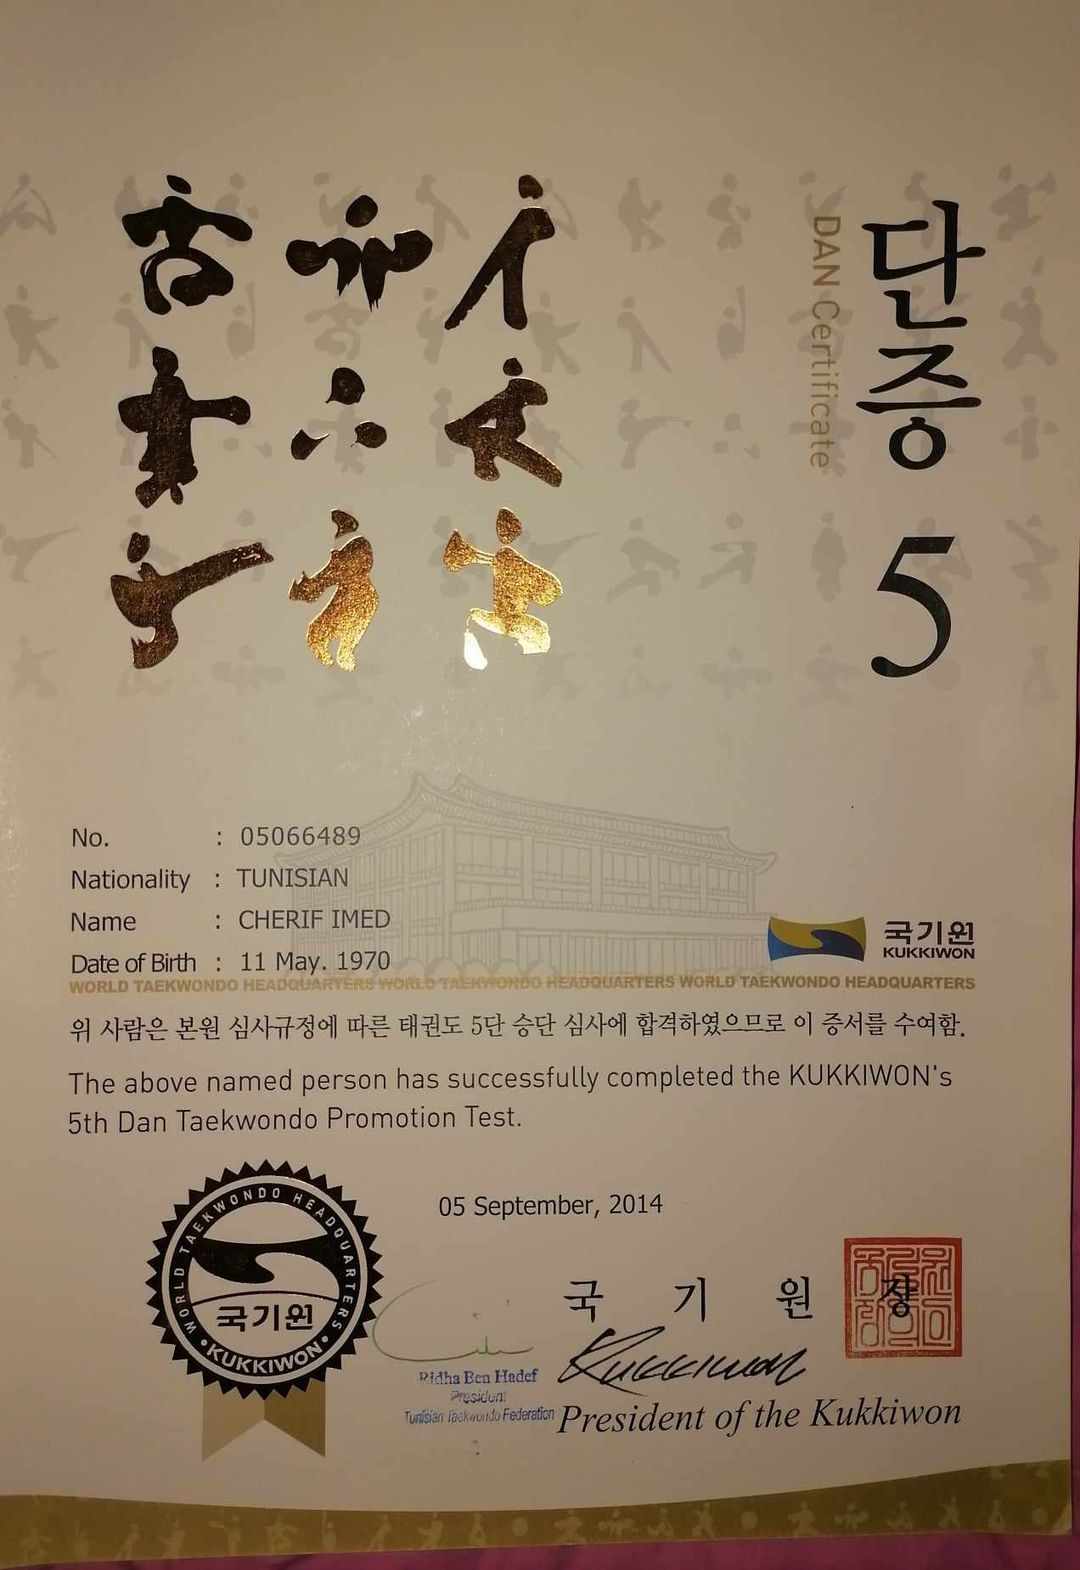 단증
DAN Certificate
5
No. : 05066489
Nationality : TUNISIAN
Name : CHERIF IMED
Date of Birth : 11 May. 1970
국기원
KUKKIWON
WORLD TAEKWONDO HEADQUARTERS WORLD TAEKWONDO HEADQUARTERS WORLD TAEKWONDO HEADQUARTERS
위 사람은 본원 심사규정에 따른 태권도 5단 승단 심사에 합격하였으므로 이 증서를 수여함.
The above named person has successfully completed the KUKKIWON's
5th Dan Taekwondo Promotion Test.
05 September, 2014
WORLD TAEKWONDO HEADQUARTERS
국기원
•KUKKIWON•
국 기 원 장
Kukkiwon
Ridha Ben Hadef
President
Tunisian Taekwondo Federation
President of the Kukkiwon